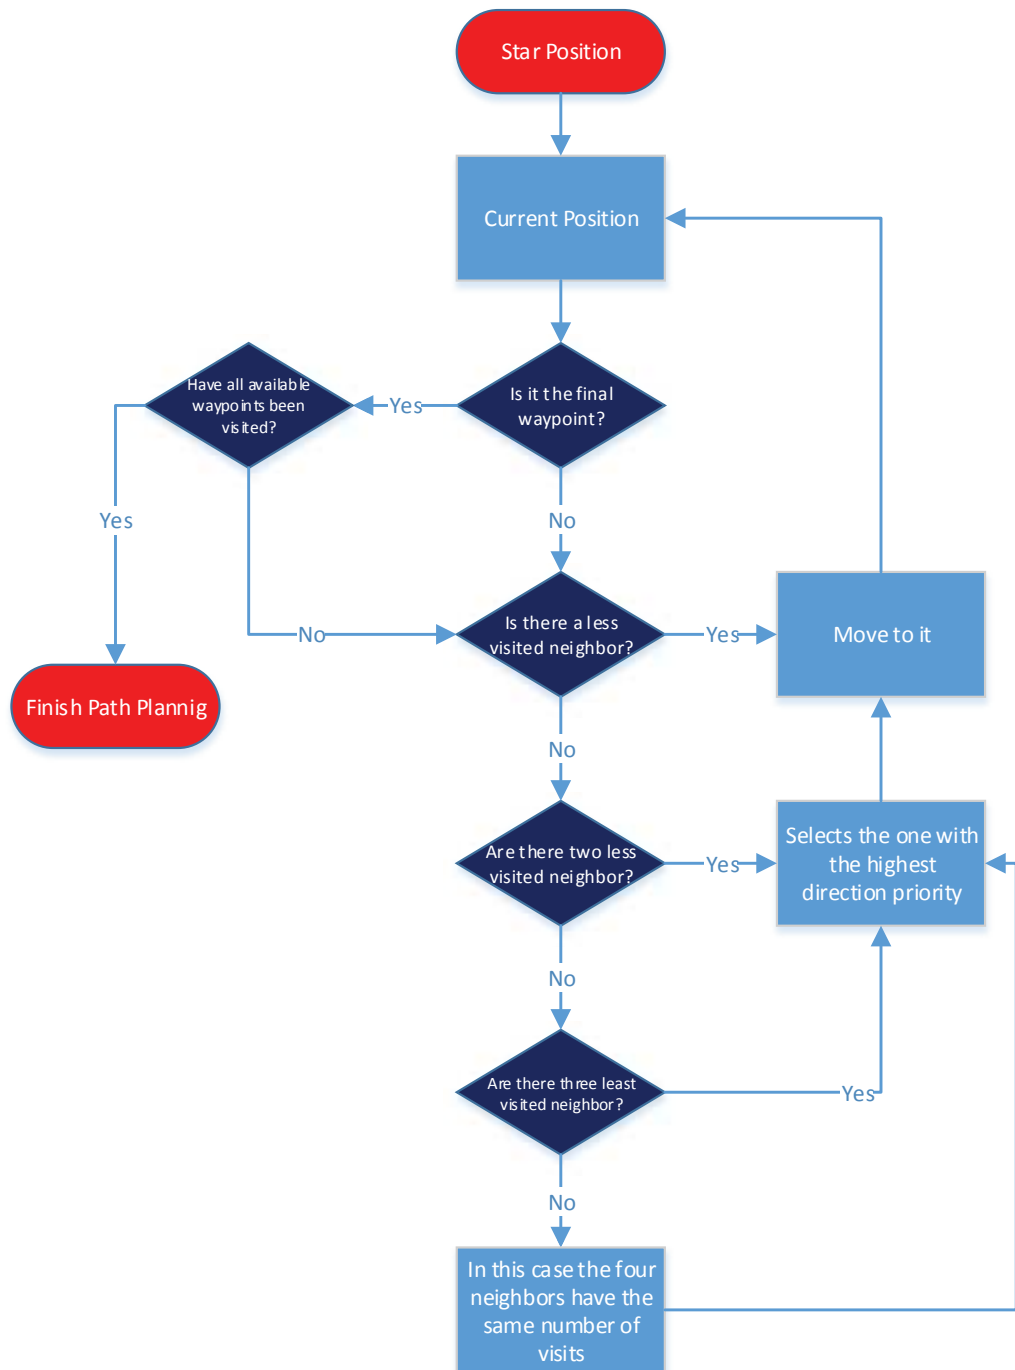 Star Position
Current Position
Have all available
waypoints been
visited?
Yes
Is it the final
waypoint?
Yes
No
No
Is there a less
visited neighbor?
Yes
Move to it
Finish Path Plannig
No
Are there two less
visited neighbor?
Yes
Selects the one with
the highest
direction priority
No
Are there three least
visited neighbor?
Yes
No
In this case the four
neighbors have the
same number of
visits